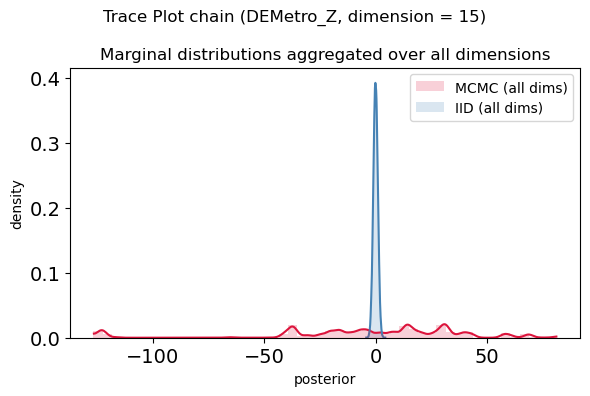 Trace Plot chain (DEMetro_Z, dimension = 15)
Marginal distributions aggregated over all dimensions
MCMC (all dims)
IID (all dims)
density
0.4
0.3
0.2
0.1
0.0
−100
−50
0
50
posterior